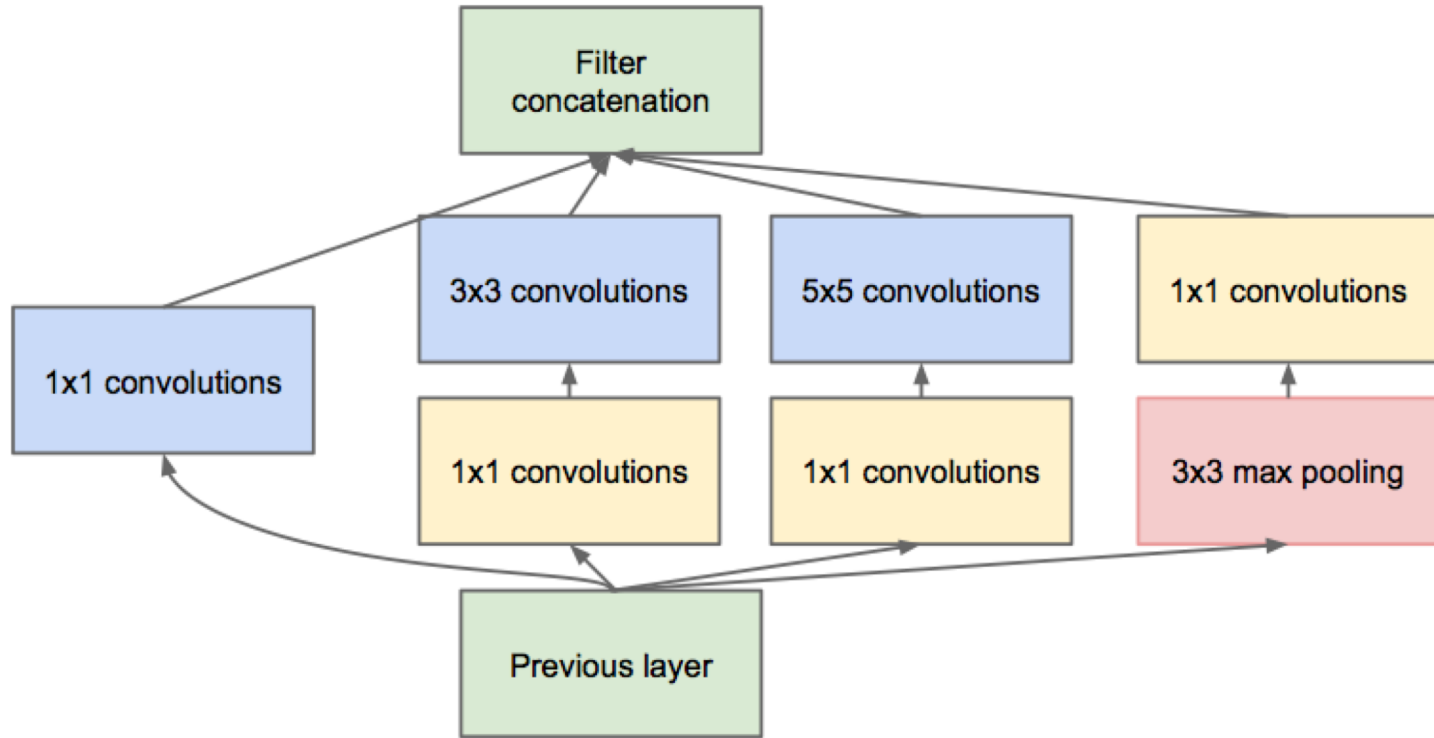 Filter
concatenation
3x3 convolutions
5x5 convolutions
1x1 convolutions
1x1 convolutions
1x1 convolutions
1x1 convolutions
3x3 max pooling
Previous layer